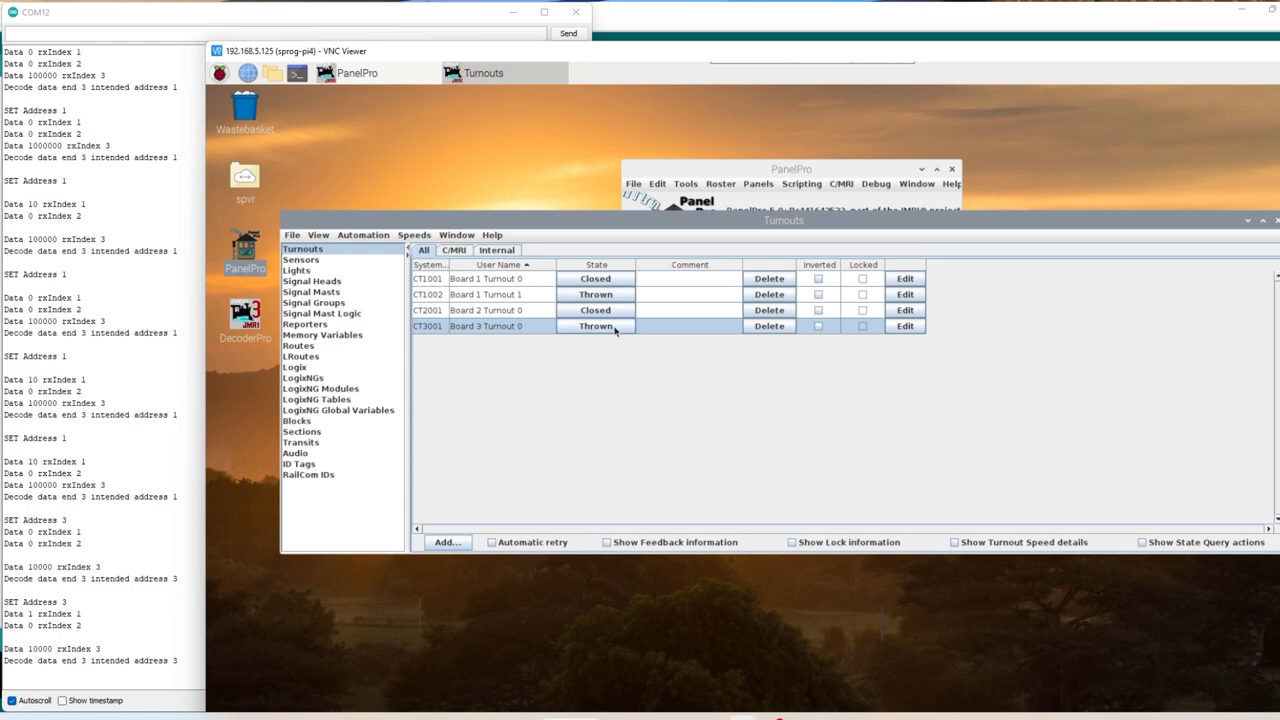 COM12
Send
Data 0 rxIndex 1
Data 0 rxIndex 2
Data 100000 rxIndex 3
Decode data end 3 intended address 1
SET Address 1
Data 0 rxIndex 1
Data 0 rxIndex 2
Data 1000000 rxIndex 3
Decode data end 3 intended address 1
SET Address 1
Data 10 rxIndex 1
Data 0 rxIndex 2
Data 100000 rxIndex 3
Decode data end 3 intended address 1
SET Address 1
Data 0 rxIndex 1
Data 0 rxIndex 2
Data 100000 rxIndex 3
Decode data end 3 intended address 1
SET Address 1
Data 10 rxIndex 1
Data 0 rxIndex 2
Data 100000 rxIndex 3
Decode data end 3 intended address 1
SET Address 1
Data 10 rxIndex 1
Data 0 rxIndex 2
Data 100000 rxIndex 3
Decode data end 3 intended address 1
SET Address 3
Data 0 rxIndex 1
Data 0 rxIndex 2
Data 10000 rxIndex 3
Decode data end 3 intended address 3
SET Address 3
Data 1 rxIndex 1
Data 0 rxIndex 2
Data 10000 rxIndex 3
Decode data end 3 intended address 3
Autoscroll Show timestamp
192.168.5.125 (sprog-pi4) - VNC Viewer
PanelPro Turnouts
Wastebasket
spvr
PanelPro
DecoderPro
PanelPro
File Edit Tools Roster Panels Scripting C/MRI Debug Window Help
Panel
Turnouts
File View Automation Speeds Window Help
Turnouts
Sensors
Lights
Signal Heads
Signal Masts
Signal Groups
Signal Mast Logic
Reporters
Memory Variables
Routes
LRoutes
Logix
LogixNGs
LogixNG Modules
LogixNG Tables
LogixNG Global Variables
Blocks
Sections
Transits
Audio
ID Tags
RailCom IDs
All C/MRI Internal
System... User Name State Comment Inverted Locked
CT1001 Board 1 Turnout 0 Closed Delete Edit
CT1002 Board 1 Turnout 1 Thrown Delete Edit
CT2001 Board 2 Turnout 0 Closed Delete Edit
CT3001 Board 3 Turnout 0 Thrown Delete Edit
Add... Automatic retry Show Feedback information Show Lock information Show Turnout Speed details Show State Query actions